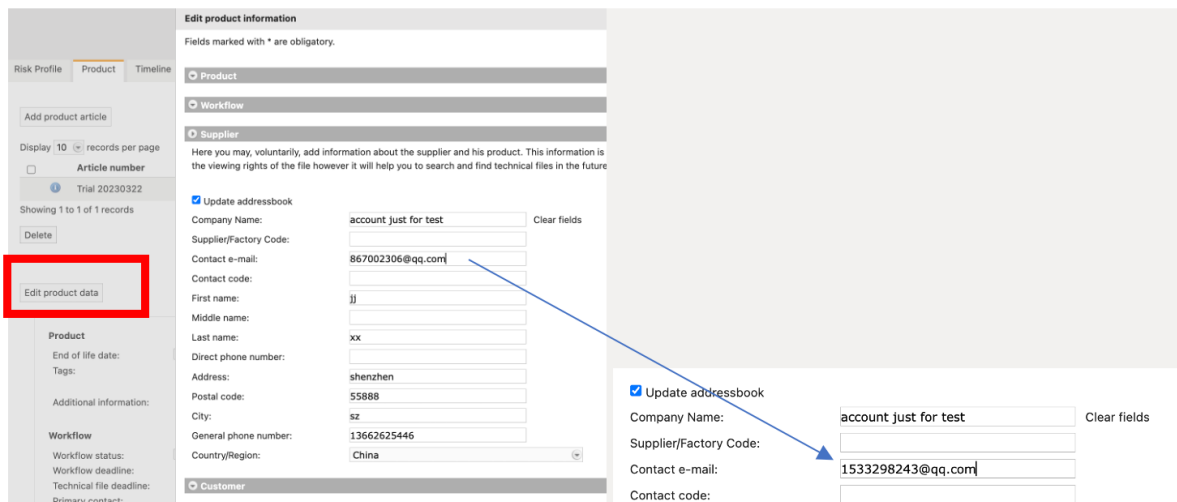 Edit product information
Fields marked with * are obligatory.
Risk Profile Product Timeline
Product
Add product article
Workflow
Display 10 records per page
Supplier
Article number
Here you may, voluntarily, add information about the supplier and his product. This information is
the viewing rights of the file however it will help you to search and find technical files in the future
Trial 20230322
Showing 1 to 1 of 1 records
Delete
Edit product data
Product
End of life date:
Tags:
Additional information:
Workflow
Workflow status:
Workflow deadline:
Technical file deadline:
Primary contact:
Update addressbook
Company Name: account just for test Clear fields
Supplier/Factory Code:
Contact e-mail: 867002306@qq.com
Contact code:
First name: jj
Middle name:
Last name: xx
Direct phone number:
Address: shenzhen
Postal code: 55888
City: sz
General phone number: 13662625446
Country/Region: China
Customer
Update addressbook
Company Name: account just for test Clear fields
Supplier/Factory Code:
Contact e-mail: 1533298243@qq.com
Contact code: